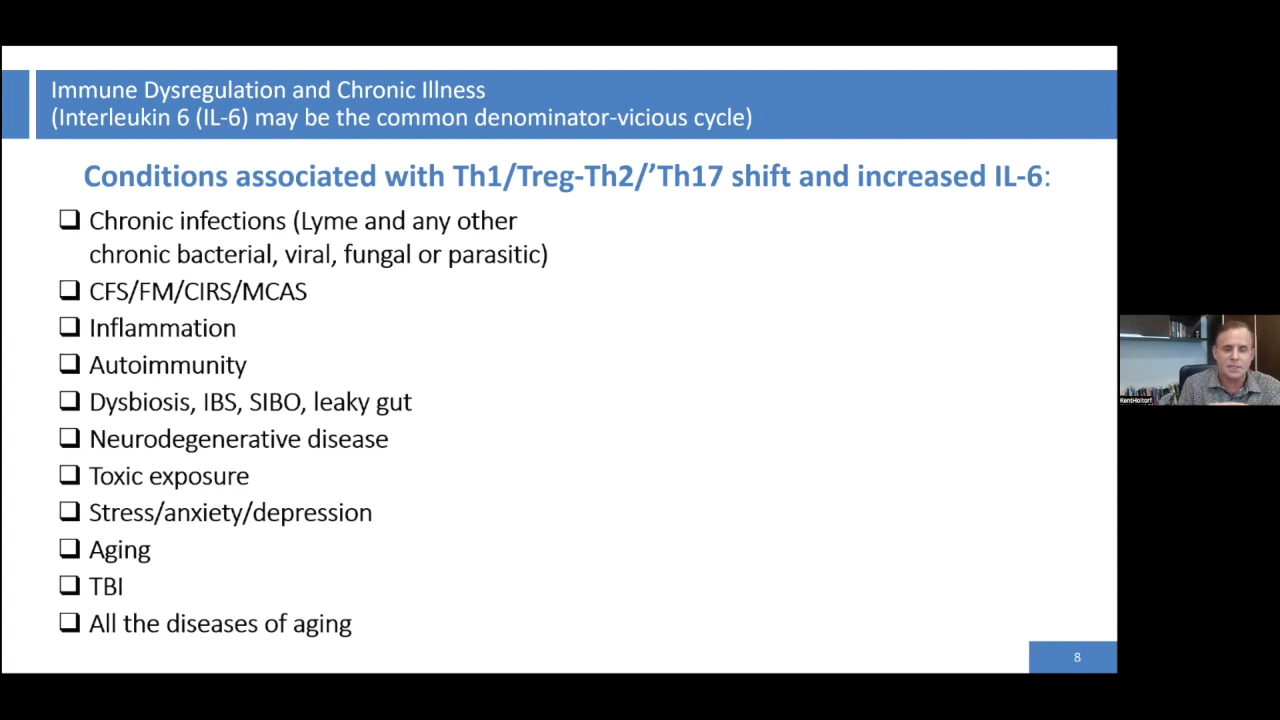 Immune Dysregulation and Chronic Illness
(Interleukin 6 (IL-6) may be the common denominator-vicious cycle)
Conditions associated with Th1/Treg-Th2/’Th17 shift and increased IL-6:
Chronic infections (Lyme and any other
chronic bacterial, viral, fungal or parasitic)
CFS/FM/CIRS/MCAS
Inflammation
Autoimmunity
Dysbiosis, IBS, SIBO, leaky gut
Neurodegenerative disease
Toxic exposure
Stress/anxiety/depression
Aging
TBI
All the diseases of aging
8
KentHoltorf